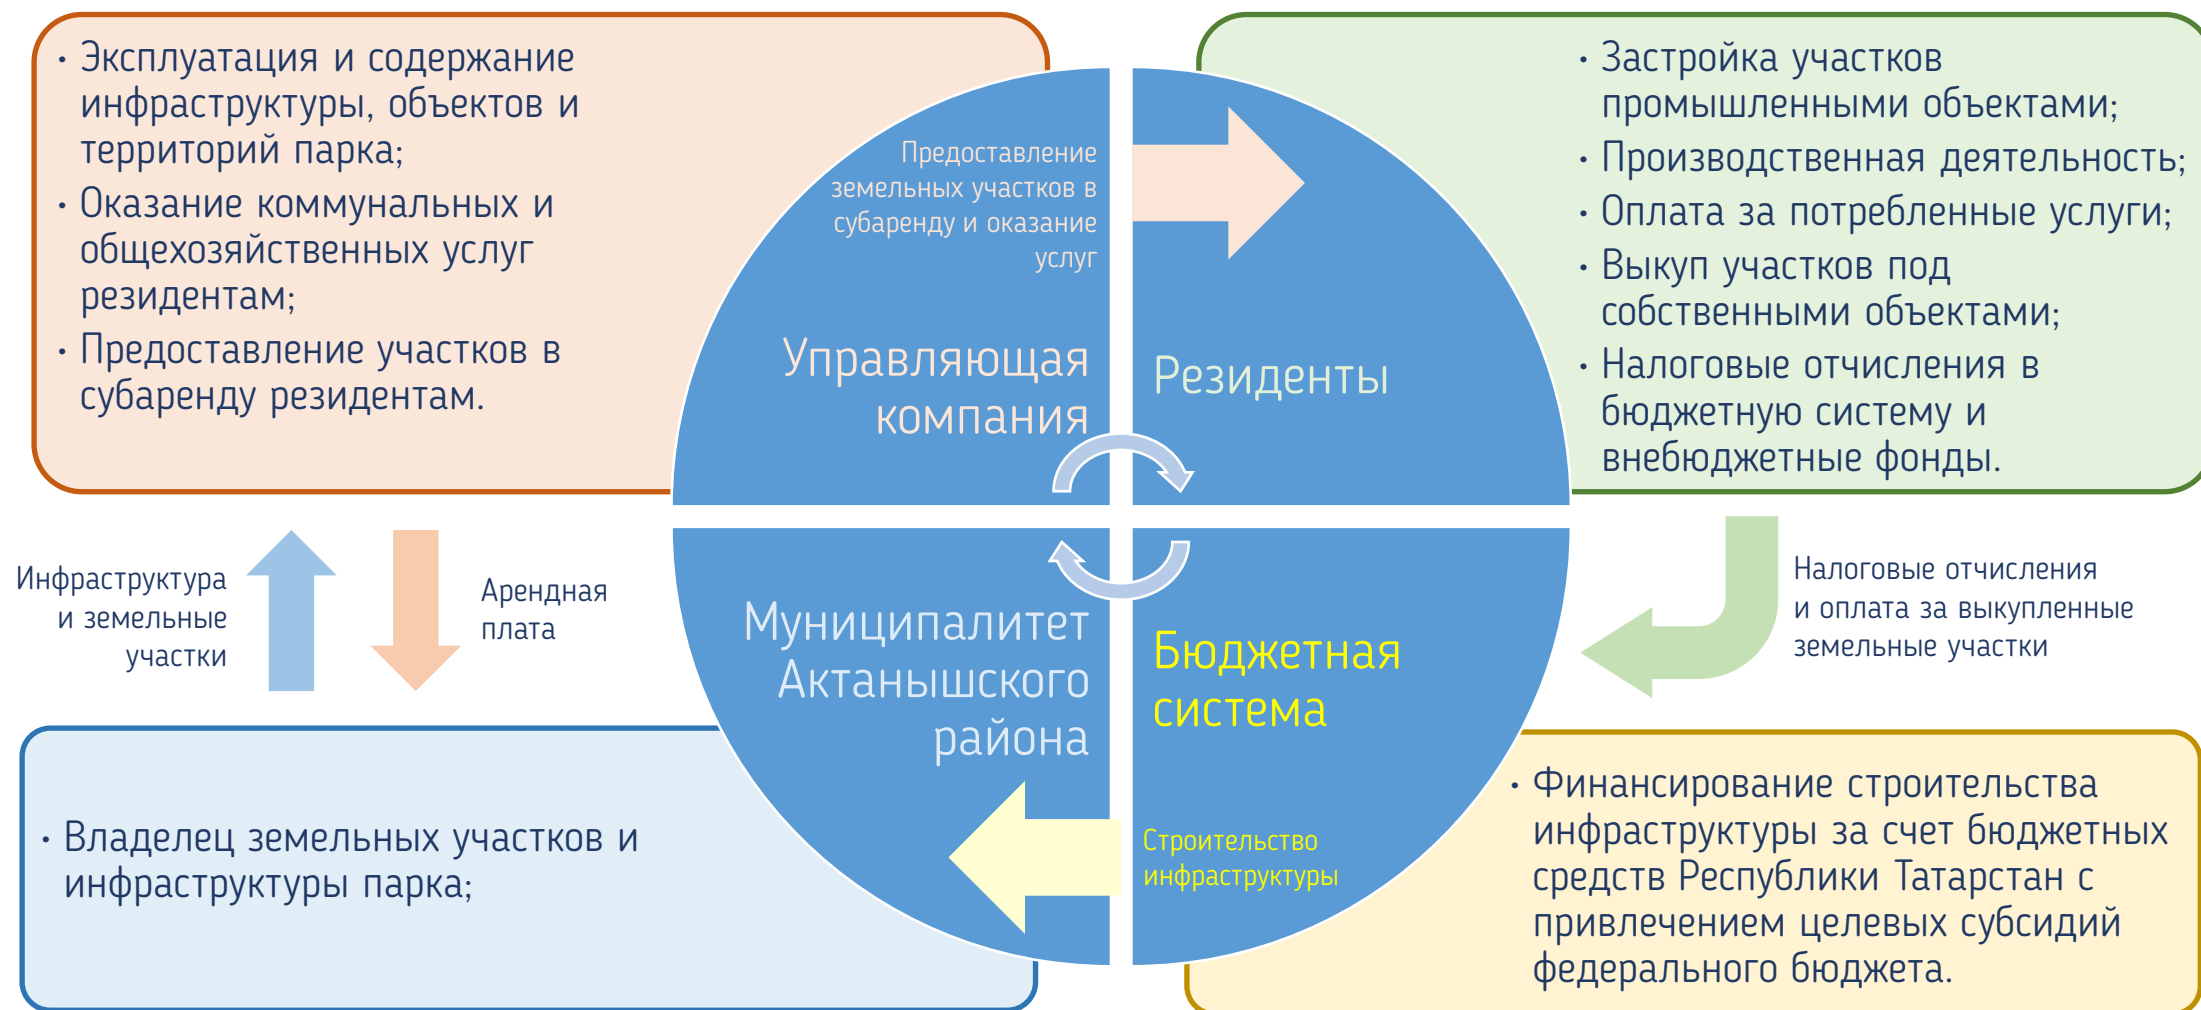 · Эксплуатация и содержание
инфраструктуры, объектов и
территорий парка;
· Оказание коммунальных и
общехозяйственных услуг
резидентам;
· Предоставление участков в
субаренду резидентам.
Предоставление
земельных участков в
субаренду и оказание
услуг
Управляющая
компания
Резиденты
· Застройка участков
промышленными объектами;
· Производственная деятельность;
· Оплата за потребленные услуги;
· Выкуп участков под
собственными объектами;
· Налоговые отчисления в
бюджетную систему и
внебюджетные фонды.
Инфраструктура
и земельные
участки
Арендная
плата
Муниципалитет
Актанышского
района
Бюджетная
система
Строительство
инфраструктуры
Налоговые отчисления
и оплата за выкупленные
земельные участки
· Владелец земельных участков и
инфраструктуры парка;
· Финансирование строительства
инфраструктуры за счет бюджетных
средств Республики Татарстан с
привлечением целевых субсидий
федерального бюджета.